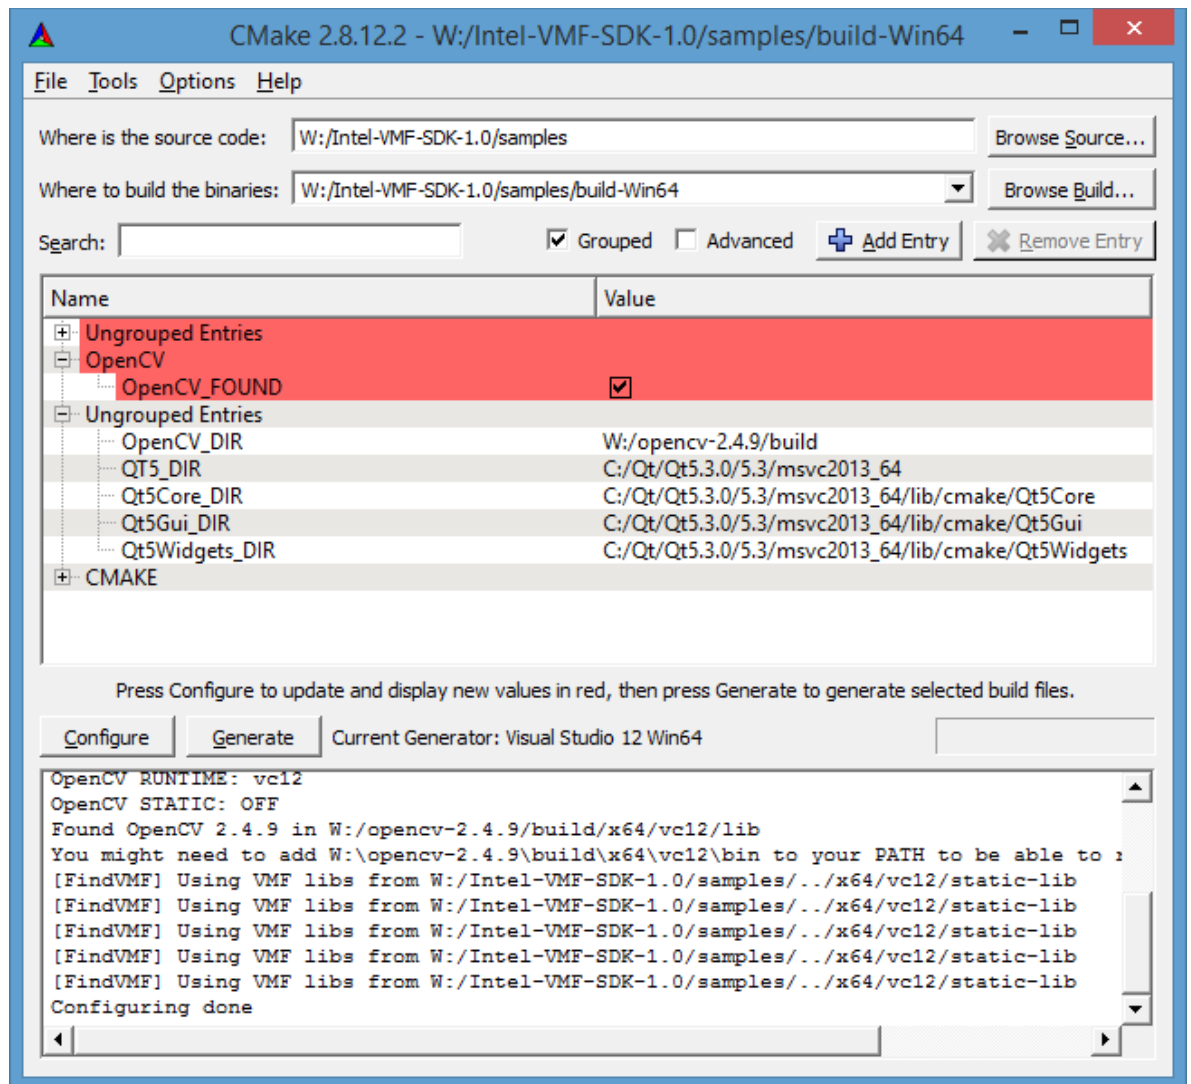 CMake 2.8.12.2 - W:/Intel-VMF-SDK-1.0/samples/build-Win64
File Tools Options Help
Where is the source code: W:/Intel-VMF-SDK-1.0/samples Browse Source...
Where to build the binaries: W:/Intel-VMF-SDK-1.0/samples/build-Win64 Browse Build...
Search: Grouped Advanced Add Entry Remove Entry
Name Value
Ungrouped Entries
OpenCV
OpenCV_FOUND
Ungrouped Entries
OpenCV_DIR W:/opencv-2.4.9/build
QT5_DIR C:/Qt/Qt5.3.0/5.3/msvc2013_64
Qt5Core_DIR C:/Qt/Qt5.3.0/5.3/msvc2013_64/lib/cmake/Qt5Core
Qt5Gui_DIR C:/Qt/Qt5.3.0/5.3/msvc2013_64/lib/cmake/Qt5Gui
Qt5Widgets_DIR C:/Qt/Qt5.3.0/5.3/msvc2013_64/lib/cmake/Qt5Widgets
CMAKE
Press Configure to update and display new values in red, then press Generate to generate selected build files.
Configure Generate Current Generator: Visual Studio 12 Win64
OpenCV RUNTIME: vc12
OpenCV STATIC: OFF
Found OpenCV 2.4.9 in W:/opencv-2.4.9/build/x64/vc12/lib
You might need to add W:\opencv-2.4.9\build\x64\vc12\bin to your PATH to be able to
[FindVMF] Using VMF libs from W:/Intel-VMF-SDK-1.0/samples/../x64/vc12/static-lib
[FindVMF] Using VMF libs from W:/Intel-VMF-SDK-1.0/samples/../x64/vc12/static-lib
[FindVMF] Using VMF libs from W:/Intel-VMF-SDK-1.0/samples/../x64/vc12/static-lib
[FindVMF] Using VMF libs from W:/Intel-VMF-SDK-1.0/samples/../x64/vc12/static-lib
[FindVMF] Using VMF libs from W:/Intel-VMF-SDK-1.0/samples/../x64/vc12/static-lib
Configuring done